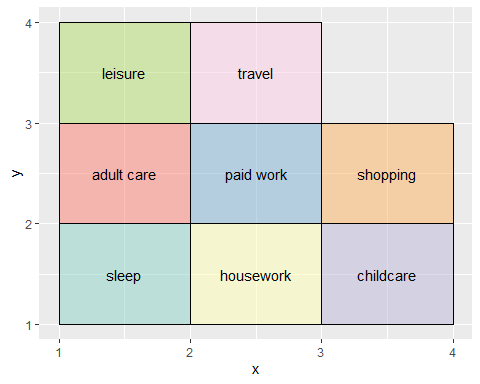 4
leisure
travel
3
y
adult care
paid work
shopping
2
sleep
housework
childcare
1
1
2
3
4
x